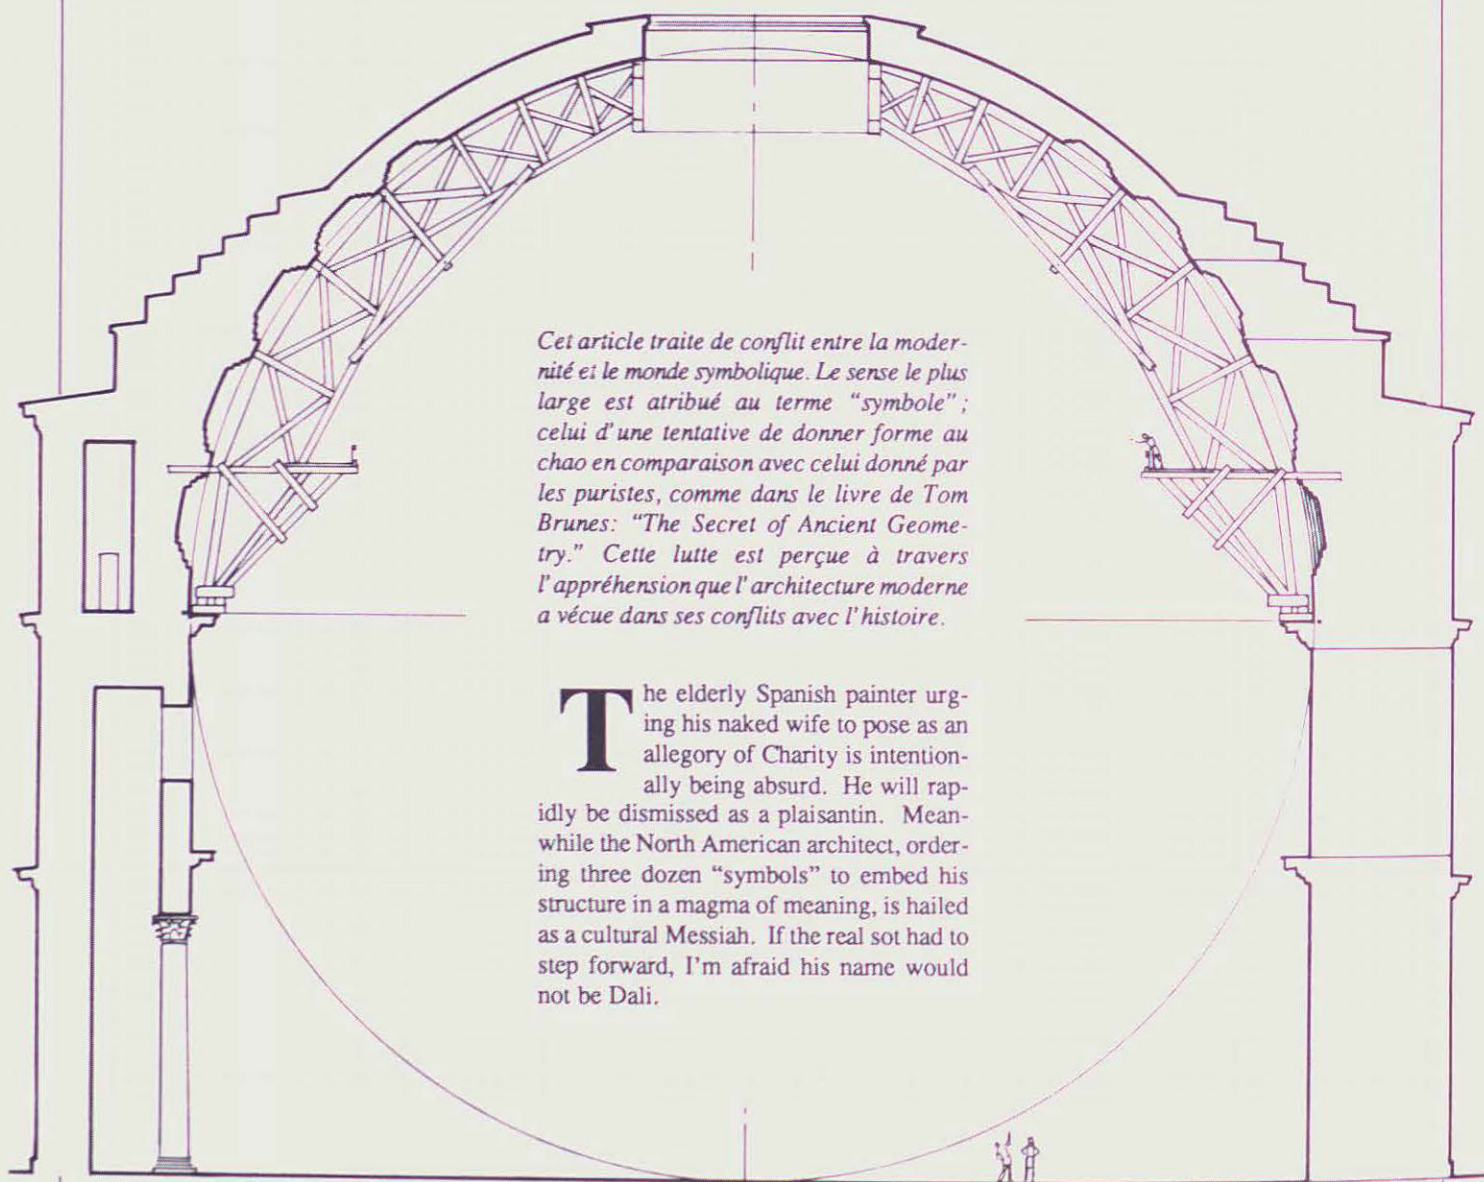 Cet article traite de conflit entre la moder-
nité et le monde symbolique. Le sense le plus
large est atribué au terme “symbole”;
celui d’une tentative de donner forme au
chao en comparaison avec celui donné par
les puristes, comme dans le livre de Tom
Brunes: “The Secret of Ancient Geome-
try.” Cette lutte est perçue à travers
l’appréhension que l’architecture moderne
a vécue dans ses conflits avec l’histoire.
The elderly Spanish painter urg-
ing his naked wife to pose as an
allegory of Charity is intention-
ally being absurd. He will rap-
idly be dismissed as a plaisantin. Mean-
while the North American architect, order-
ing three dozen “symbols” to embed his
structure in a magma of meaning, is hailed
as a cultural Messiah. If the real sot had to
step forward, I’m afraid his name would
not be Dali.